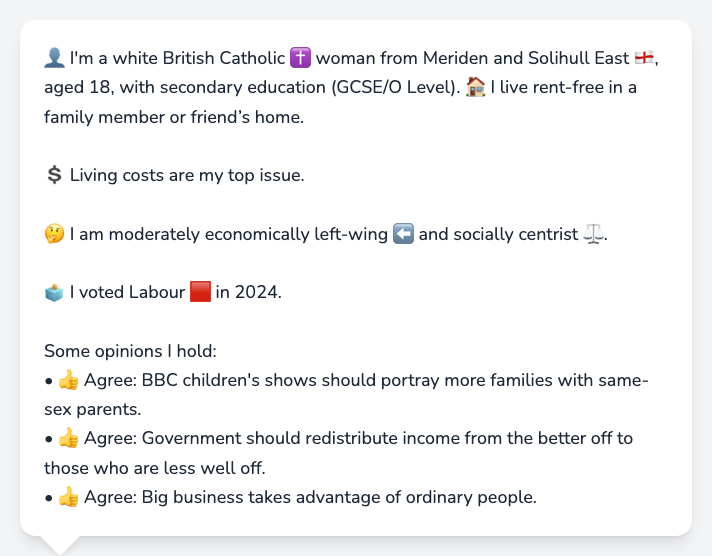 👤 I'm a white British Catholic ✝️ woman from Meriden and Solihull East 🏴󠁧󠁢󠁥󠁮󠁧󠁿,
aged 18, with secondary education (GCSE/O Level). 🏠 I live rent-free in a
family member or friend’s home.
💲 Living costs are my top issue.
🤔 I am moderately economically left-wing ⬅️ and socially centrist ⚖️.
🗳️ I voted Labour 🟥 in 2024.
Some opinions I hold:
• 👍 Agree: BBC children's shows should portray more families with same-
sex parents.
• 👍 Agree: Government should redistribute income from the better off to
those who are less well off.
• 👍 Agree: Big business takes advantage of ordinary people.